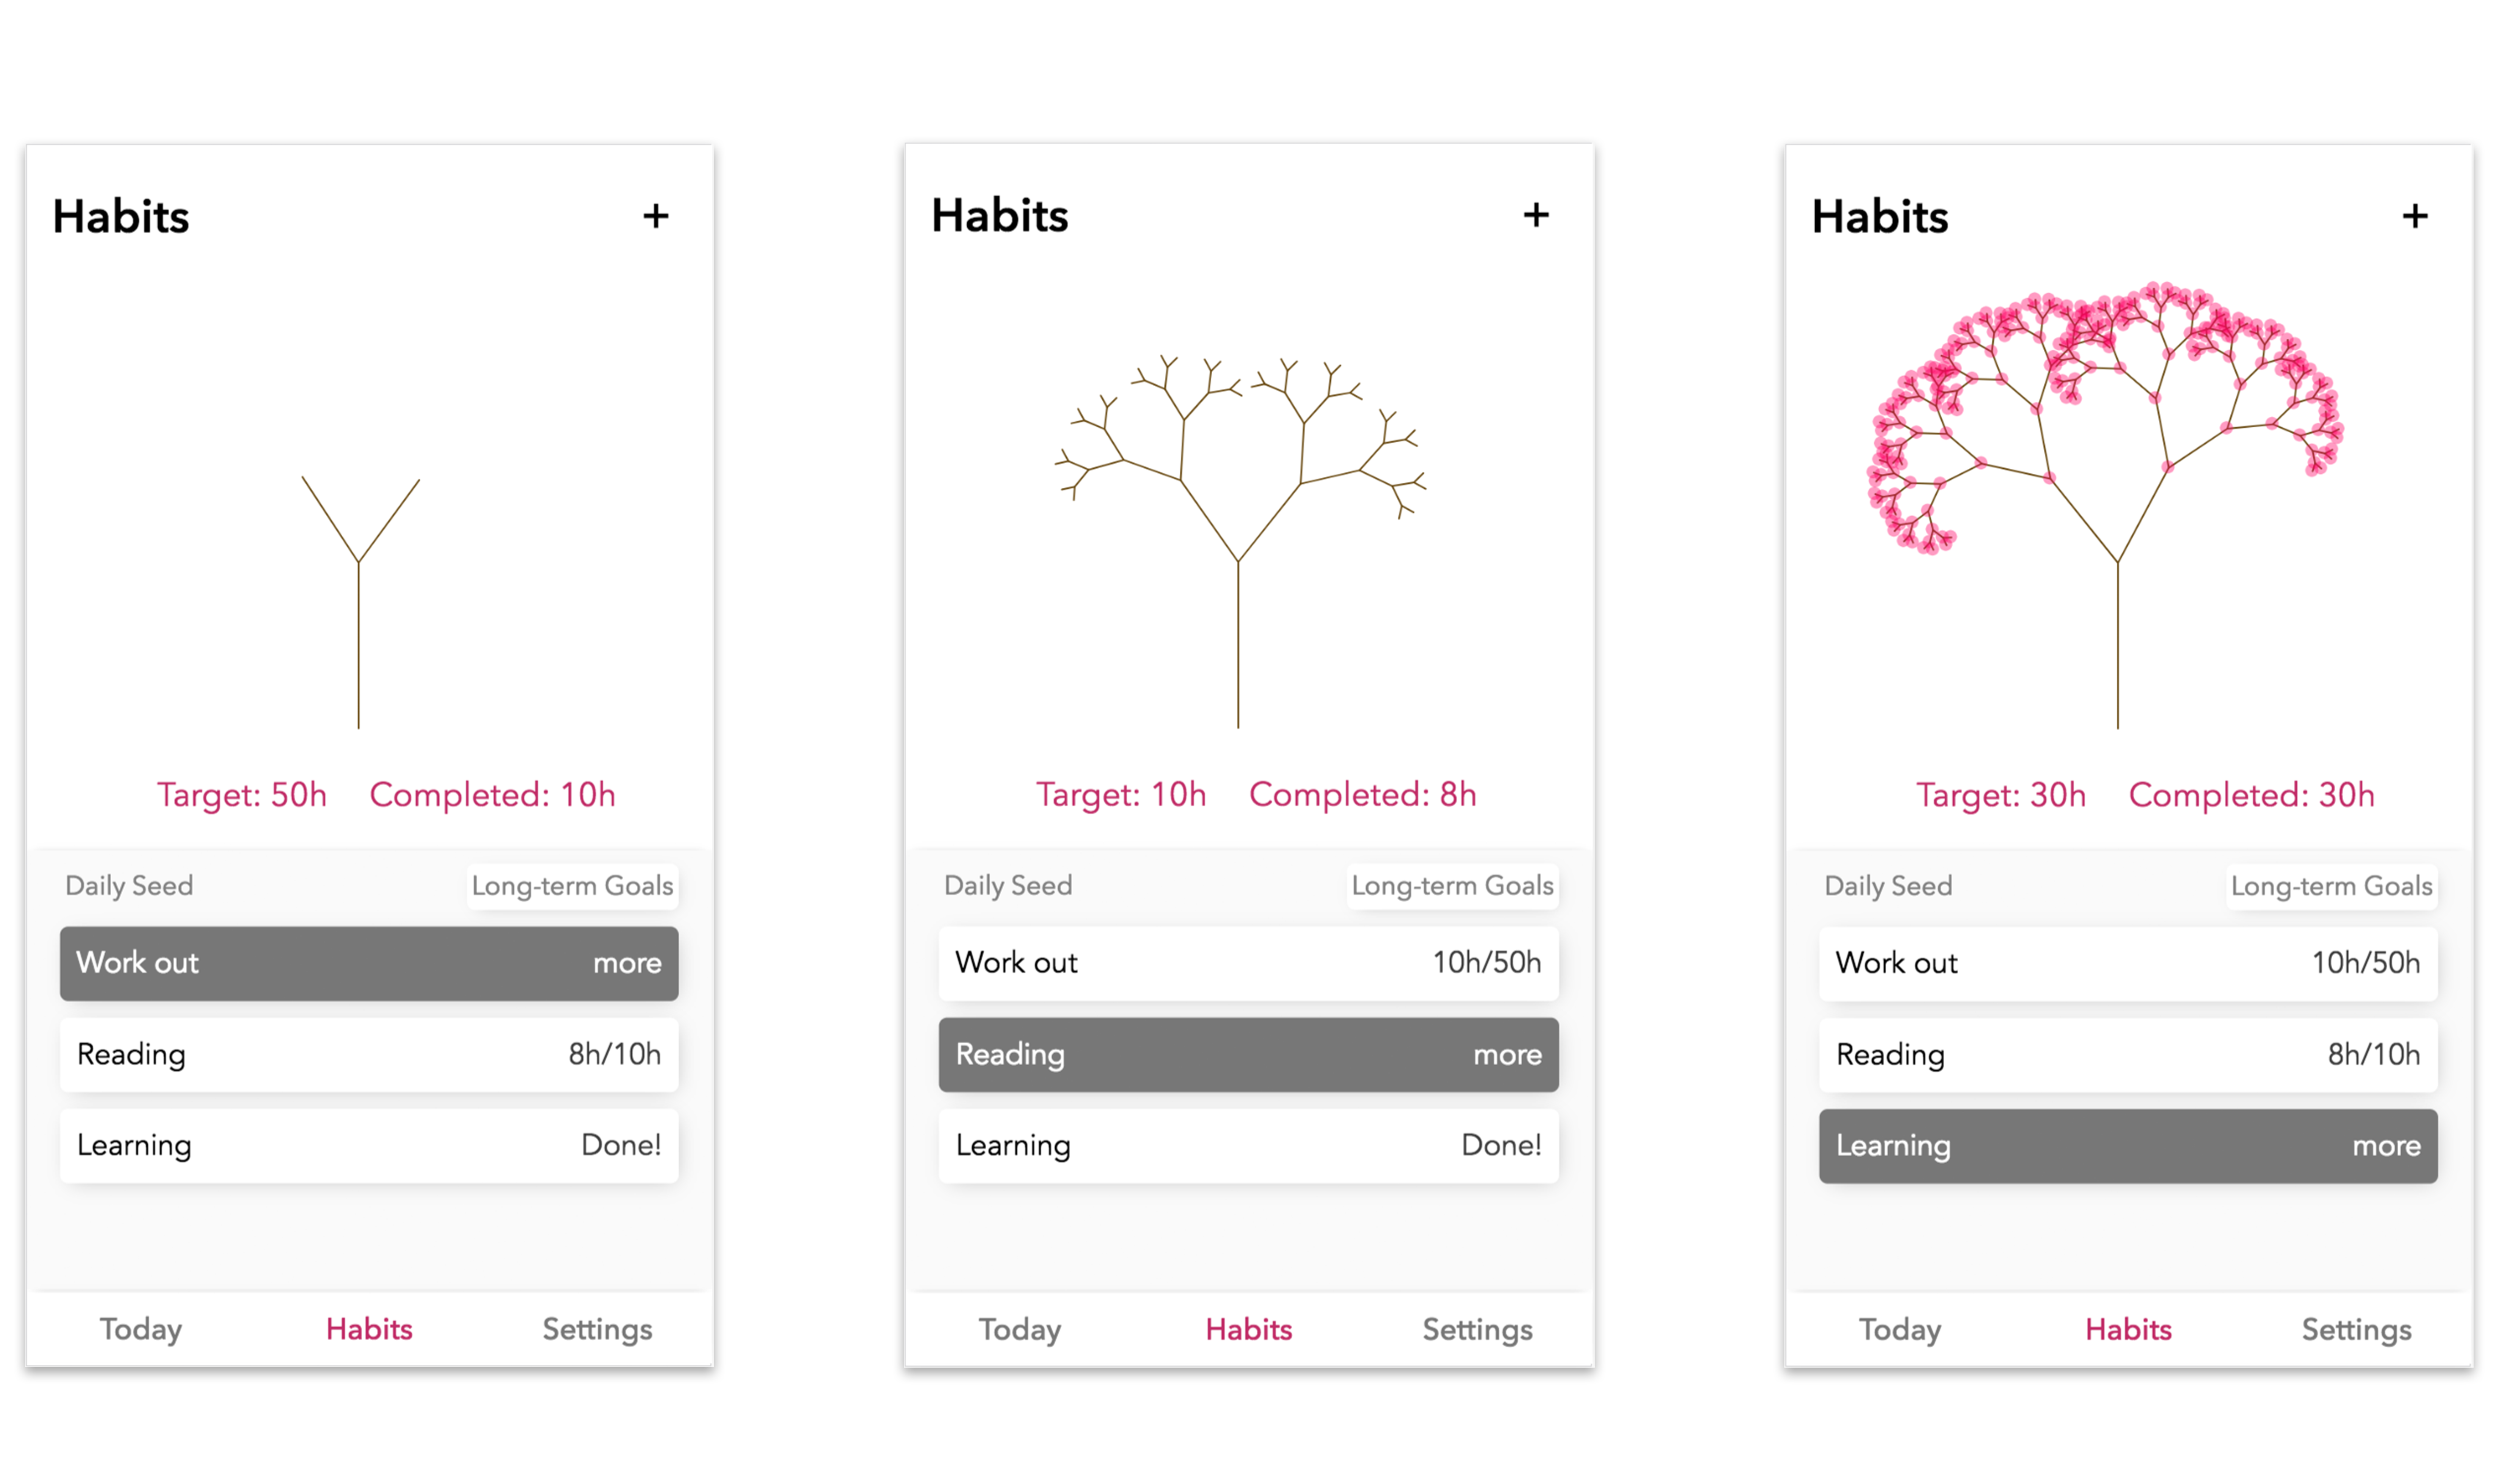 Habits +
Target: 50h Completed: 10h
Daily Seed Long-term Goals
Work out more
Reading 8h/10h
Learning Done!
Today Habits Settings
Habits +
Target: 10h Completed: 8h
Daily Seed Long-term Goals
Work out 10h/50h
Reading more
Learning Done!
Today Habits Settings
Habits +
Target: 30h Completed: 30h
Daily Seed Long-term Goals
Work out 10h/50h
Reading 8h/10h
Learning more
Today Habits Settings